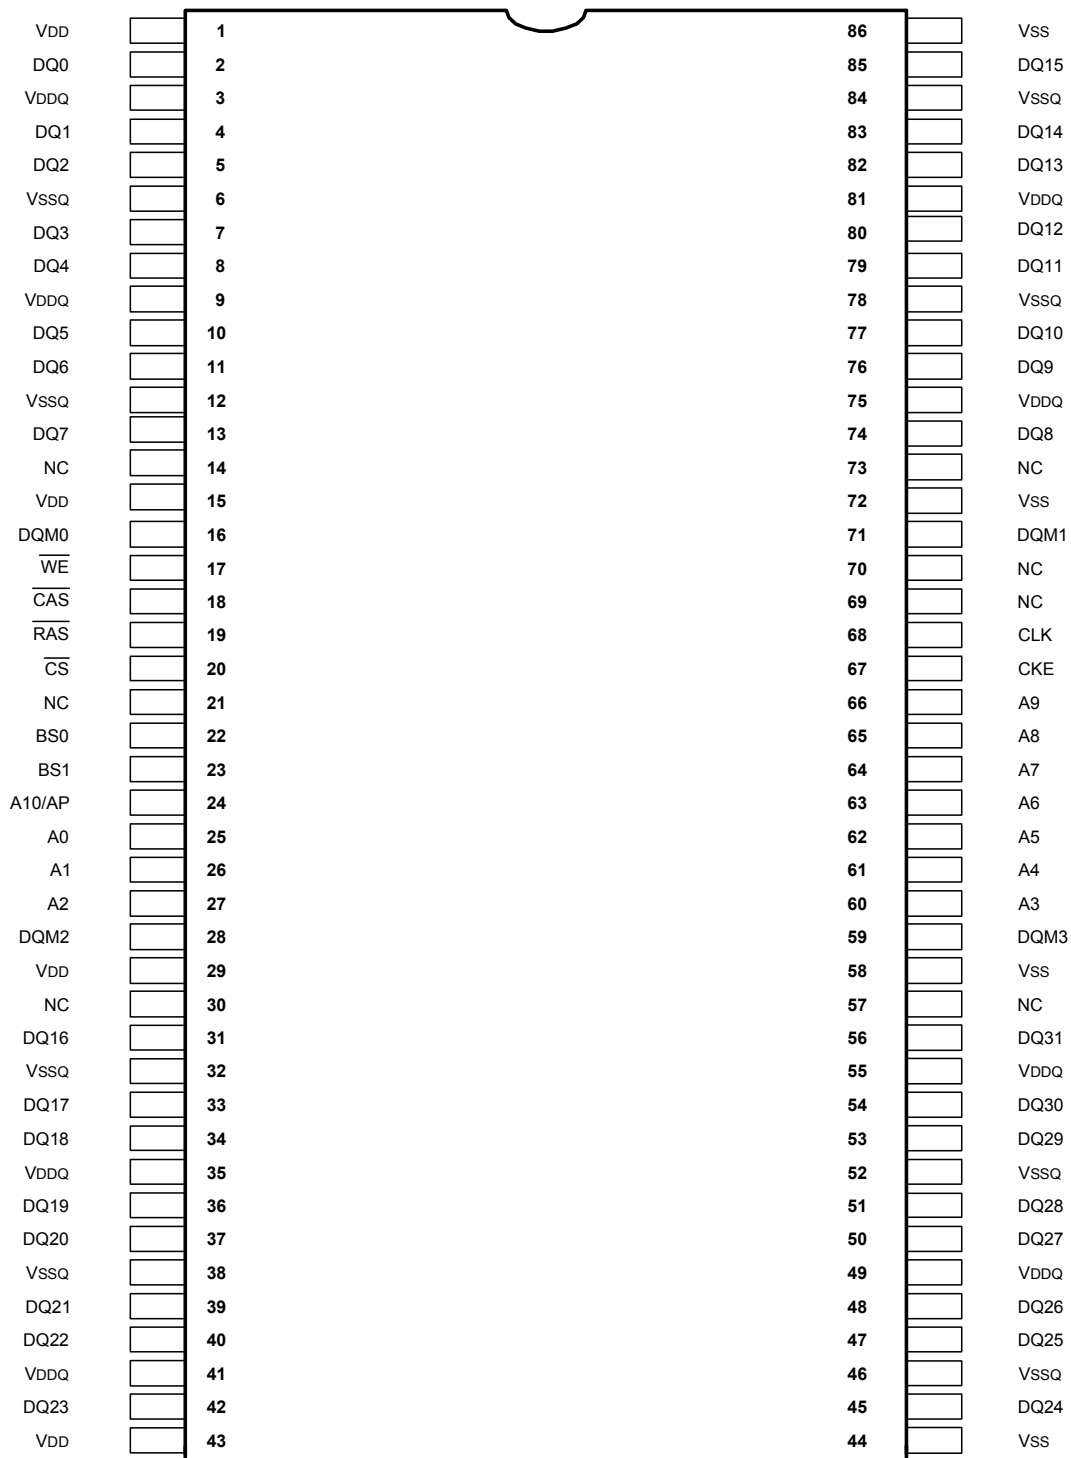 VDD 1 86 VSS
DQ0 2 85 DQ15
VDDQ 3 84 VSSQ
DQ1 4 83 DQ14
DQ2 5 82 DQ13
VSSQ 6 81 VDDQ
DQ3 7 80 DQ12
DQ4 8 79 DQ11
VDDQ 9 78 VSSQ
DQ5 10 77 DQ10
DQ6 11 76 DQ9
VSSQ 12 75 VDDQ
DQ7 13 74 DQ8
NC 14 73 NC
VDD 15 72 VSS
DQM0 16 71 DQM1
W̅E̅ 17 70 NC
C̅A̅S̅ 18 69 NC
R̅A̅S̅ 19 68 CLK
C̅S̅ 20 67 CKE
NC 21 66 A9
BS0 22 65 A8
BS1 23 64 A7
A10/AP 24 63 A6
A0 25 62 A5
A1 26 61 A4
A2 27 60 A3
DQM2 28 59 DQM3
VDD 29 58 VSS
NC 30 57 NC
DQ16 31 56 DQ31
VSSQ 32 55 VDDQ
DQ17 33 54 DQ30
DQ18 34 53 DQ29
VDDQ 35 52 VSSQ
DQ19 36 51 DQ28
DQ20 37 50 DQ27
VSSQ 38 49 VDDQ
DQ21 39 48 DQ26
DQ22 40 47 DQ25
VDDQ 41 46 VSSQ
DQ23 42 45 DQ24
VDD 43 44 VSS